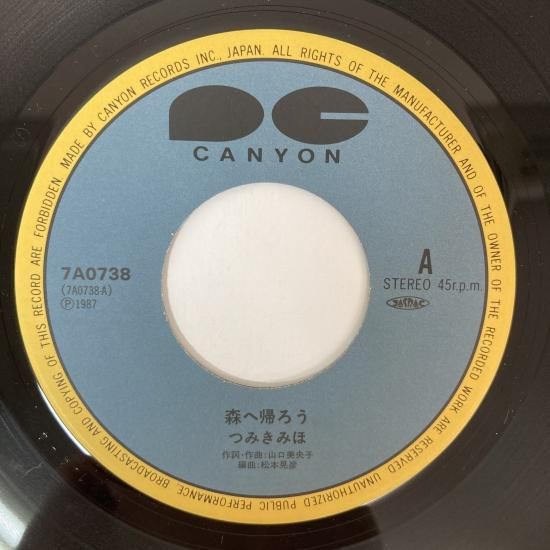 MADE BY CANYON RECORDS INC., JAPAN. ALL RIGHTS OF THE MANUFACTURER AND OF THE OWNER OF THE RECORDED WORK ARE RESERVED. UNAUTHORIZED PUBLIC PERFORMANCE, BROADCASTING AND COPYING OF THIS RECORD ARE FORBIDDEN.
CANYON
7A0738
(7A0738-A)
Ⓟ1987
A
STEREO 45r.p.m.
森へ帰ろう
つみきみほ
作詞・作曲:山口美央子
編曲:松本晃彦